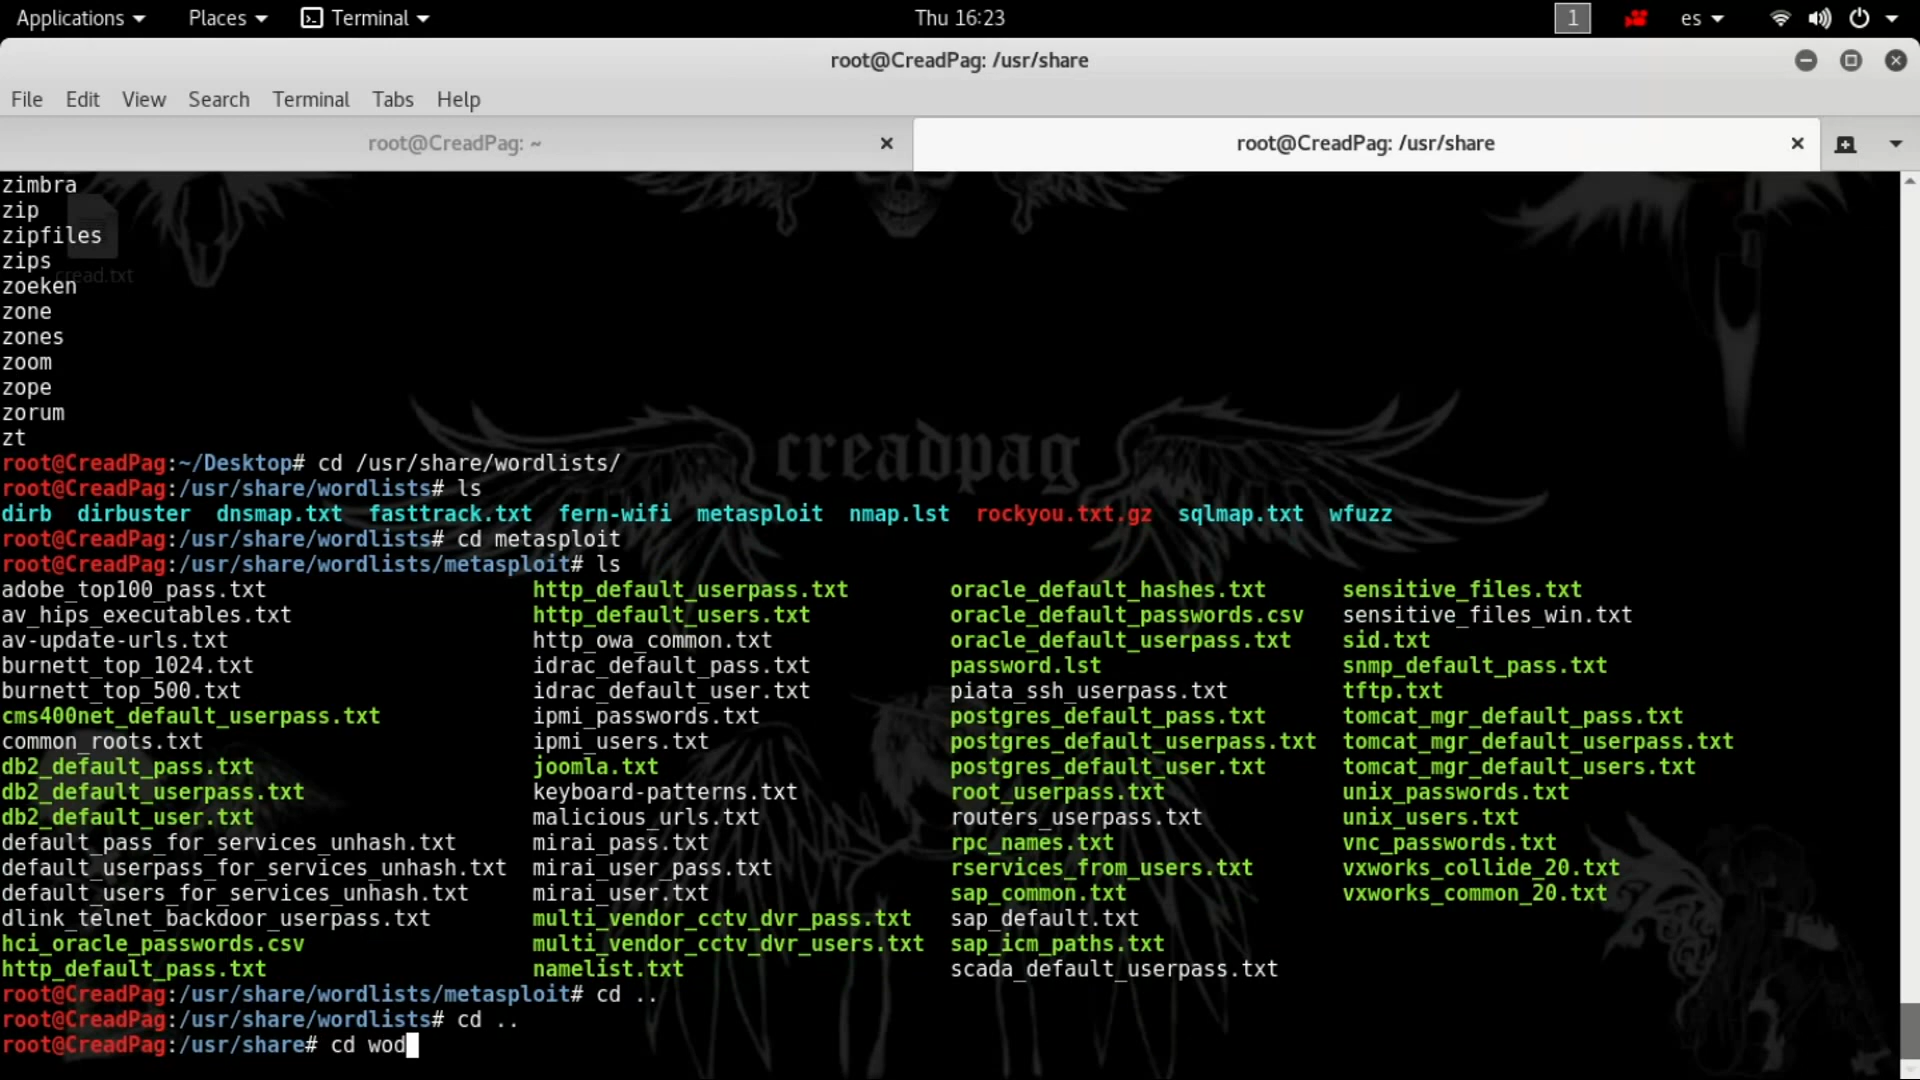 Applications Places Terminal Thu 16:23 1 es
root@CreadPag: /usr/share
File Edit View Search Terminal Tabs Help
root@CreadPag: ~ root@CreadPag: /usr/share
zimbra
zip
zipfiles
zips
cread.txt
zoeken
zone
zones
zoom
zope
zorum
creadpag
zt
root@CreadPag:~/Desktop# cd /usr/share/wordlists/
root@CreadPag:/usr/share/wordlists# ls
dirb dirbuster dnsmap.txt fasttrack.txt fern-wifi metasploit nmap.lst rockyou.txt.gz sqlmap.txt wfuzz
root@CreadPag:/usr/share/wordlists# cd metasploit
root@CreadPag:/usr/share/wordlists/metasploit# ls
adobe_top100_pass.txt http_default_userpass.txt oracle_default_hashes.txt sensitive_files.txt
av_hips_executables.txt http_default_users.txt oracle_default_passwords.csv sensitive_files_win.txt
av-update-urls.txt http_owa_common.txt oracle_default_userpass.txt sid.txt
burnett_top_1024.txt idrac_default_pass.txt password.lst snmp_default_pass.txt
burnett_top_500.txt idrac_default_user.txt piata_ssh_userpass.txt tftp.txt
cms400net_default_userpass.txt ipmi_passwords.txt postgres_default_pass.txt tomcat_mgr_default_pass.txt
common_roots.txt ipmi_users.txt postgres_default_userpass.txt tomcat_mgr_default_userpass.txt
db2_default_pass.txt joomla.txt postgres_default_user.txt tomcat_mgr_default_users.txt
db2_default_userpass.txt keyboard-patterns.txt root_userpass.txt unix_passwords.txt
db2_default_user.txt malicious_urls.txt routers_userpass.txt unix_users.txt
default_pass_for_services_unhash.txt mirai_pass.txt rpc_names.txt vnc_passwords.txt
default_userpass_for_services_unhash.txt mirai_user_pass.txt rservices_from_users.txt vxworks_collide_20.txt
default_users_for_services_unhash.txt mirai_user.txt sap_common.txt vxworks_common_20.txt
dlink_telnet_backdoor_userpass.txt multi_vendor_cctv_dvr_pass.txt sap_default.txt
hci_oracle_passwords.csv multi_vendor_cctv_dvr_users.txt sap_icm_paths.txt
http_default_pass.txt namelist.txt scada_default_userpass.txt
root@CreadPag:/usr/share/wordlists/metasploit# cd ..
root@CreadPag:/usr/share/wordlists# cd ..
root@CreadPag:/usr/share# cd wod